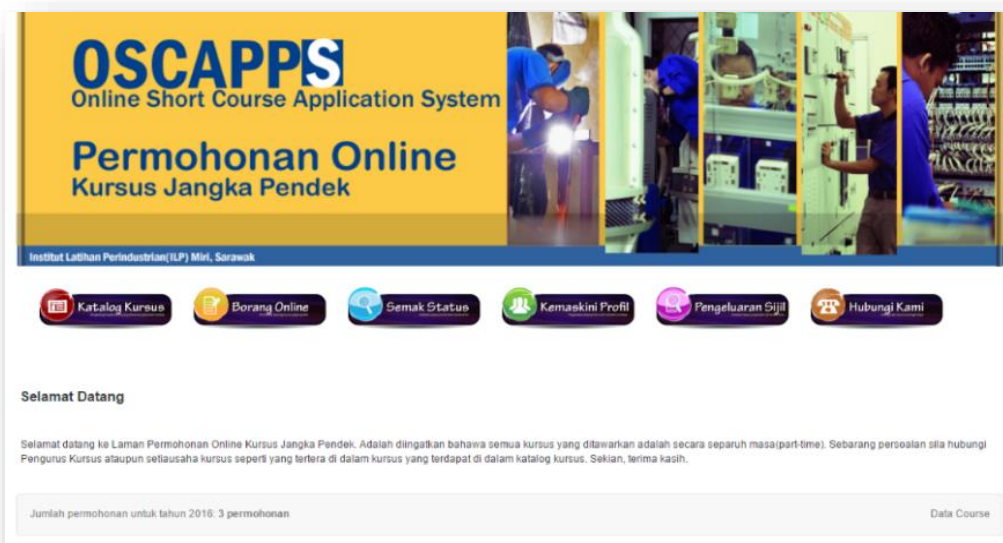 OSCAPPS
Online Short Course Application System
Permohonan Online
Kursus Jangka Pendek
Institut Latihan Perindustrian(ILP) Miri, Sarawak
Katalog Kursus
Borang Online
Semak Status
Kemaskini Profil
Pengeluaran Sijil
Hubungi Kami
Selamat Datang
Selamat datang ke Laman Permohonan Online Kursus Jangka Pendek. Adalah diingatkan bahawa semua kursus yang ditawarkan adalah secara separuh masa(part-time). Sebarang persoalan sila hubungi
Pengurus Kursus ataupun setiausaha kursus seperti yang tertera di dalam kursus yang terdapat di dalam katalog kursus. Sekian, terima kasih.
Jumlah permohonan untuk tahun 2016: 3 permohonan
Data Course